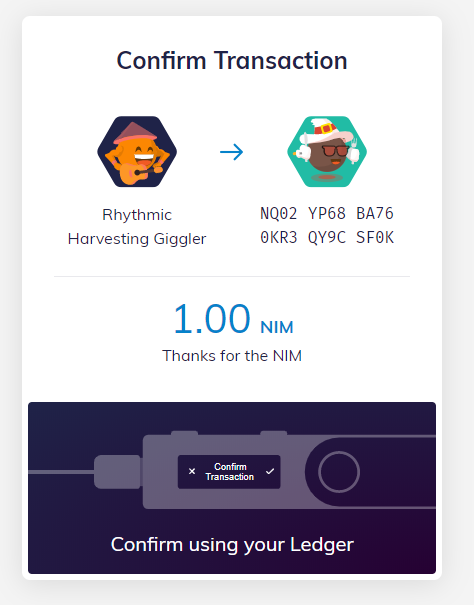 Confirm Transaction
Rhythmic
Harvesting Giggler
NQ02 YP68 BA76
0KR3 QY9C SF0K
1.00 NIM
Thanks for the NIM
Confirm
Transaction
Confirm using your Ledger